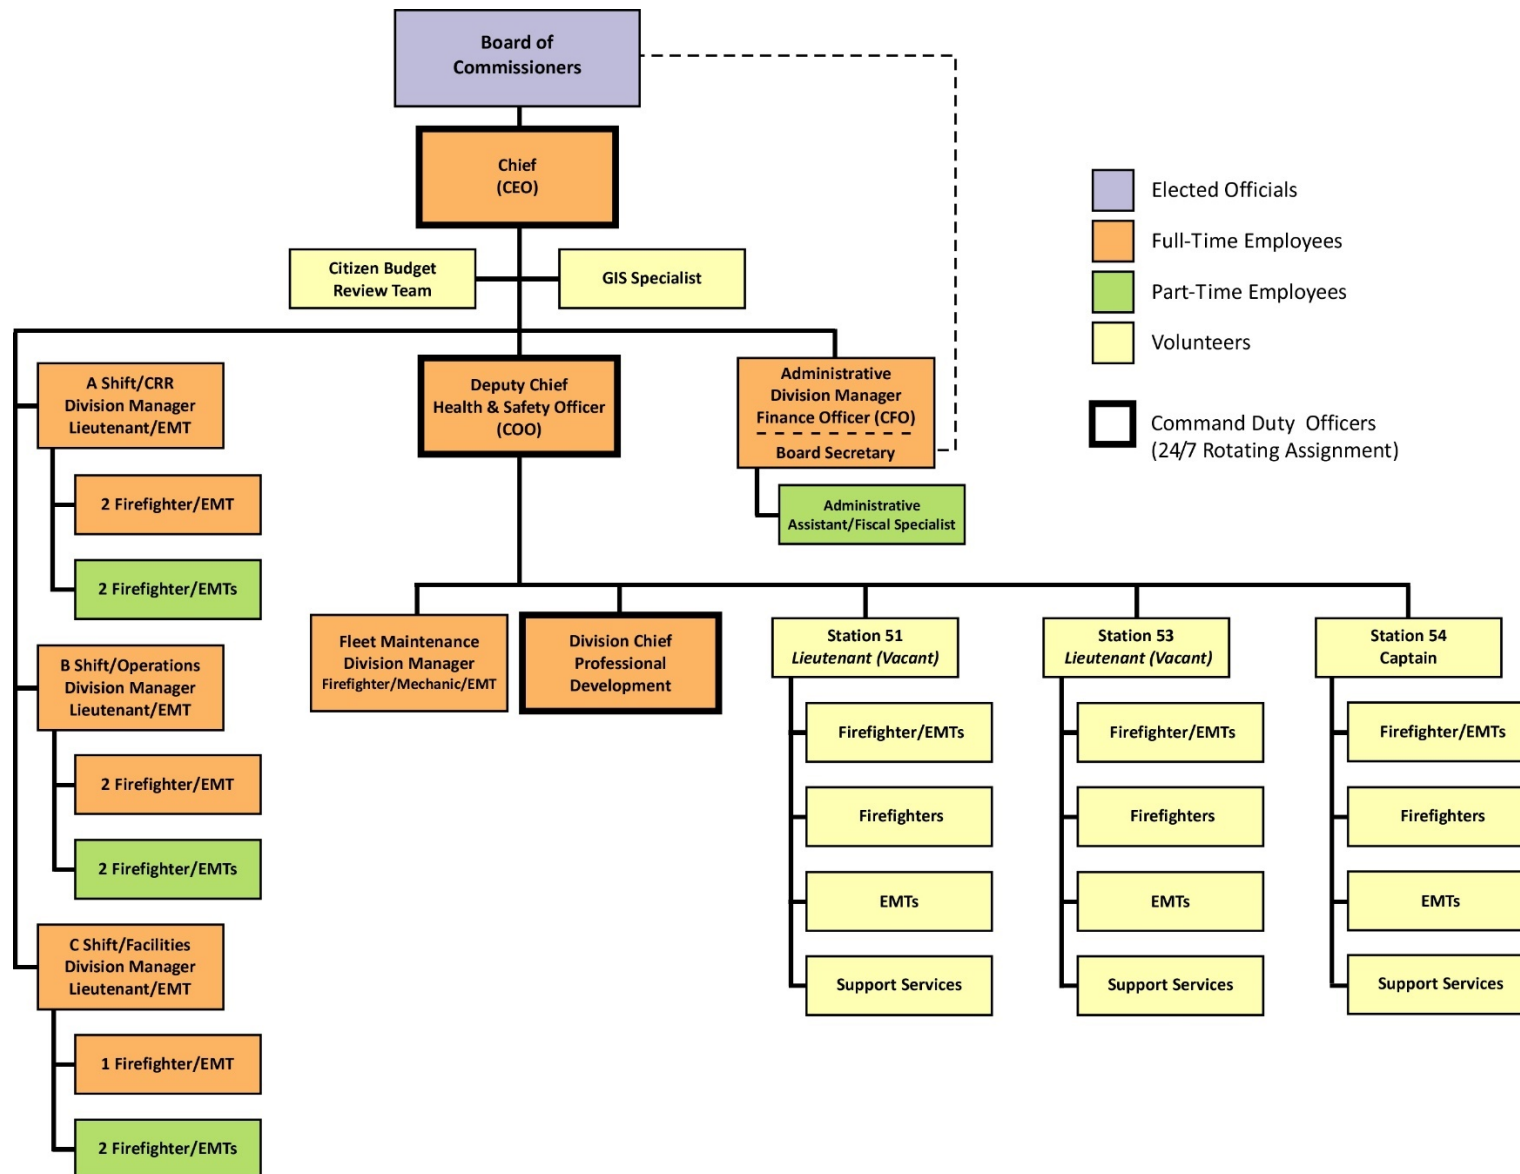 Board of
Commissioners
Chief
(CEO)
Citizen Budget
Review Team
GIS Specialist
Elected Officials
Full-Time Employees
Part-Time Employees
Volunteers
Command Duty Officers
(24/7 Rotating Assignment)
A Shift/CRR
Division Manager
Lieutenant/EMT
2 Firefighter/EMT
2 Firefighter/EMTs
B Shift/Operations
Division Manager
Lieutenant/EMT
2 Firefighter/EMT
2 Firefighter/EMTs
C Shift/Facilities
Division Manager
Lieutenant/EMT
1 Firefighter/EMT
2 Firefighter/EMTs
Deputy Chief
Health & Safety Officer
(COO)
Administrative
Division Manager
Finance Officer (CFO)
Board Secretary
Administrative
Assistant/Fiscal Specialist
Fleet Maintenance
Division Manager
Firefighter/Mechanic/EMT
Division Chief
Professional
Development
Station 51
Lieutenant (Vacant)
Firefighter/EMTs
Firefighters
EMTs
Support Services
Station 53
Lieutenant (Vacant)
Firefighter/EMTs
Firefighters
EMTs
Support Services
Station 54
Captain
Firefighter/EMTs
Firefighters
EMTs
Support Services